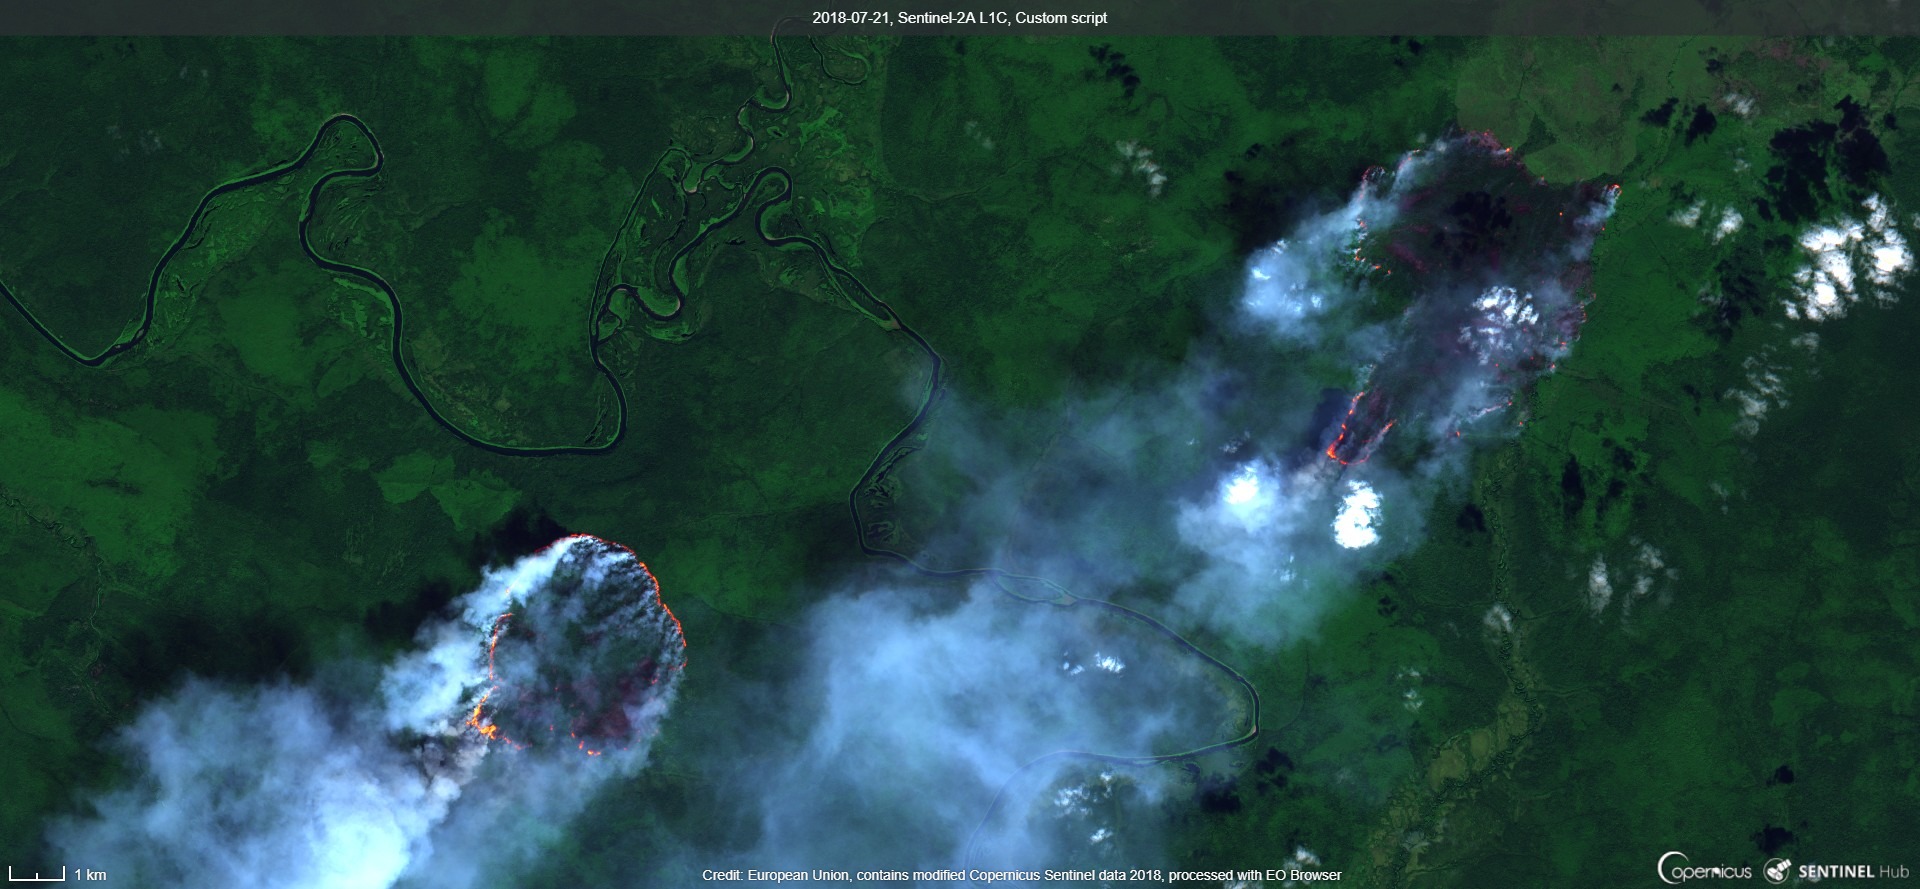 2018-07-21, Sentinel-2A L1C, Custom script
1 km
Credit: European Union, contains modified Copernicus Sentinel data 2018, processed with EO Browser
Copernicus
SENTINEL Hub